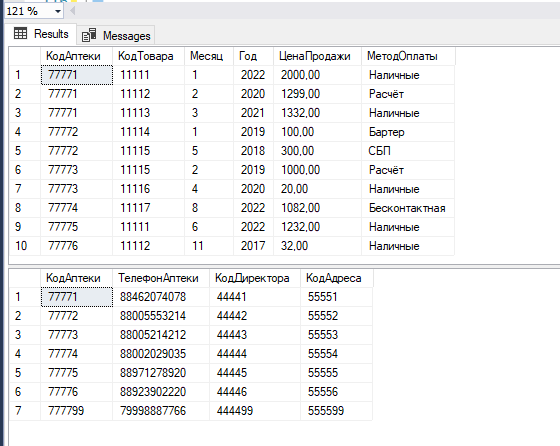 121 %
Results Messages
КодАптеки КодТовара Месяц Год ЦенаПродажи МетодОплаты
1 77771 11111 1 2022 2000,00 Наличные
2 77771 11112 2 2020 1299,00 Расчёт
3 77771 11113 3 2021 1332,00 Наличные
4 77772 11114 1 2019 100,00 Бартер
5 77772 11115 5 2018 300,00 СБП
6 77773 11115 2 2019 1000,00 Расчёт
7 77773 11116 4 2020 20,00 Наличные
8 77774 11117 8 2022 1082,00 Бесконтактная
9 77775 11111 6 2022 1232,00 Наличные
10 77776 11112 11 2017 32,00 Наличные
КодАптеки ТелефонАптеки КодДиректора КодАдреса
1 77771 88462074078 44441 55551
2 77772 88005553214 44442 55552
3 77773 88005214212 44443 55553
4 77774 88002029035 44444 55554
5 77775 88971278920 44445 55555
6 77776 88923902220 44446 55556
7 777799 79998887766 444499 555599